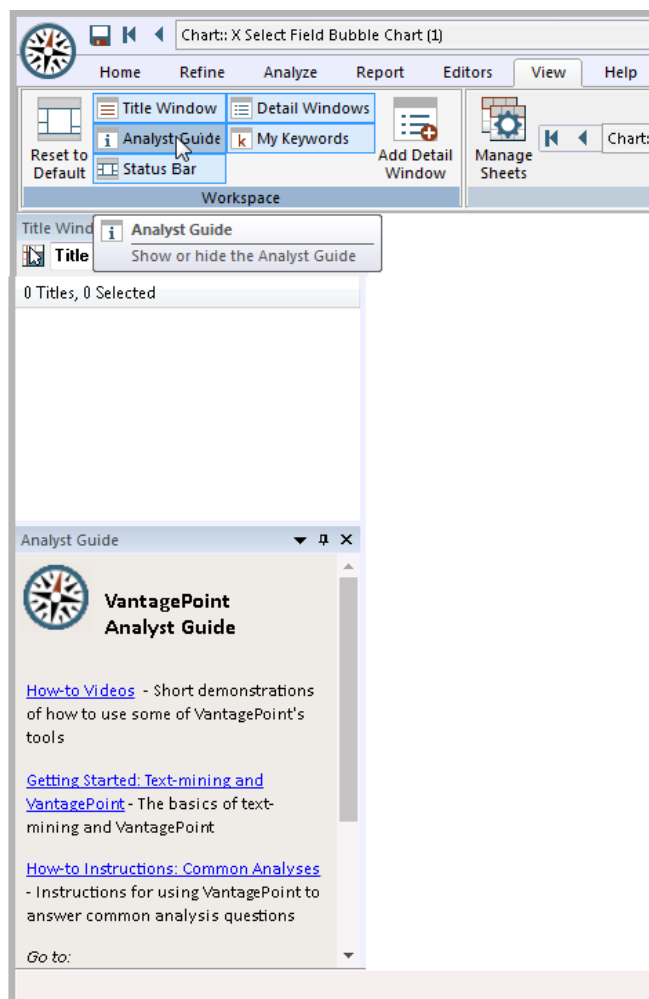 Chart:: X Select Field Bubble Chart (1)
Home Refine Analyze Report Editors View Help
Title Window Detail Windows
Analyst Guide k My Keywords
Status Bar
Reset to Default
Add Detail Window
Manage Sheets
Chart:
Workspace
Title Wind
Analyst Guide
Show or hide the Analyst Guide
Title
0 Titles, 0 Selected
Analyst Guide
VantagePoint
Analyst Guide
How-to Videos - Short demonstrations
of how to use some of VantagePoint's
tools
Getting Started: Text-mining and
VantagePoint - The basics of text-
mining and VantagePoint
How-to Instructions: Common Analyses
- Instructions for using VantagePoint to
answer common analysis questions
Go to: